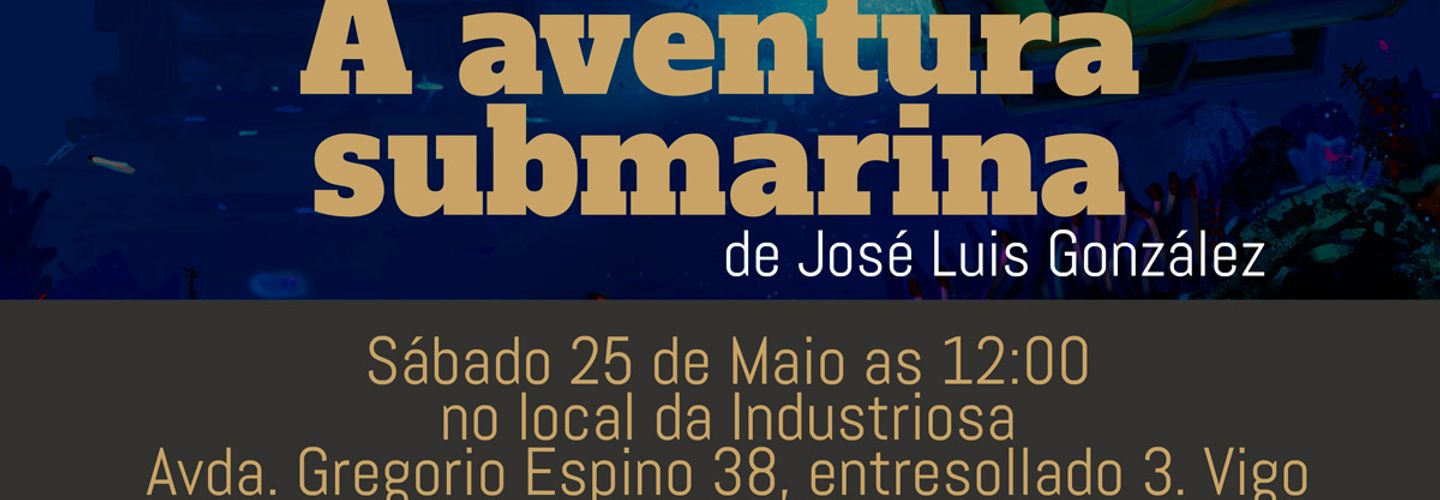 A aventura
submarina
de José Luis González
Sábado 25 de Maio as 12:00
no local da Industriosa
Avda. Gregorio Espino 38, entresollado 3. Vigo